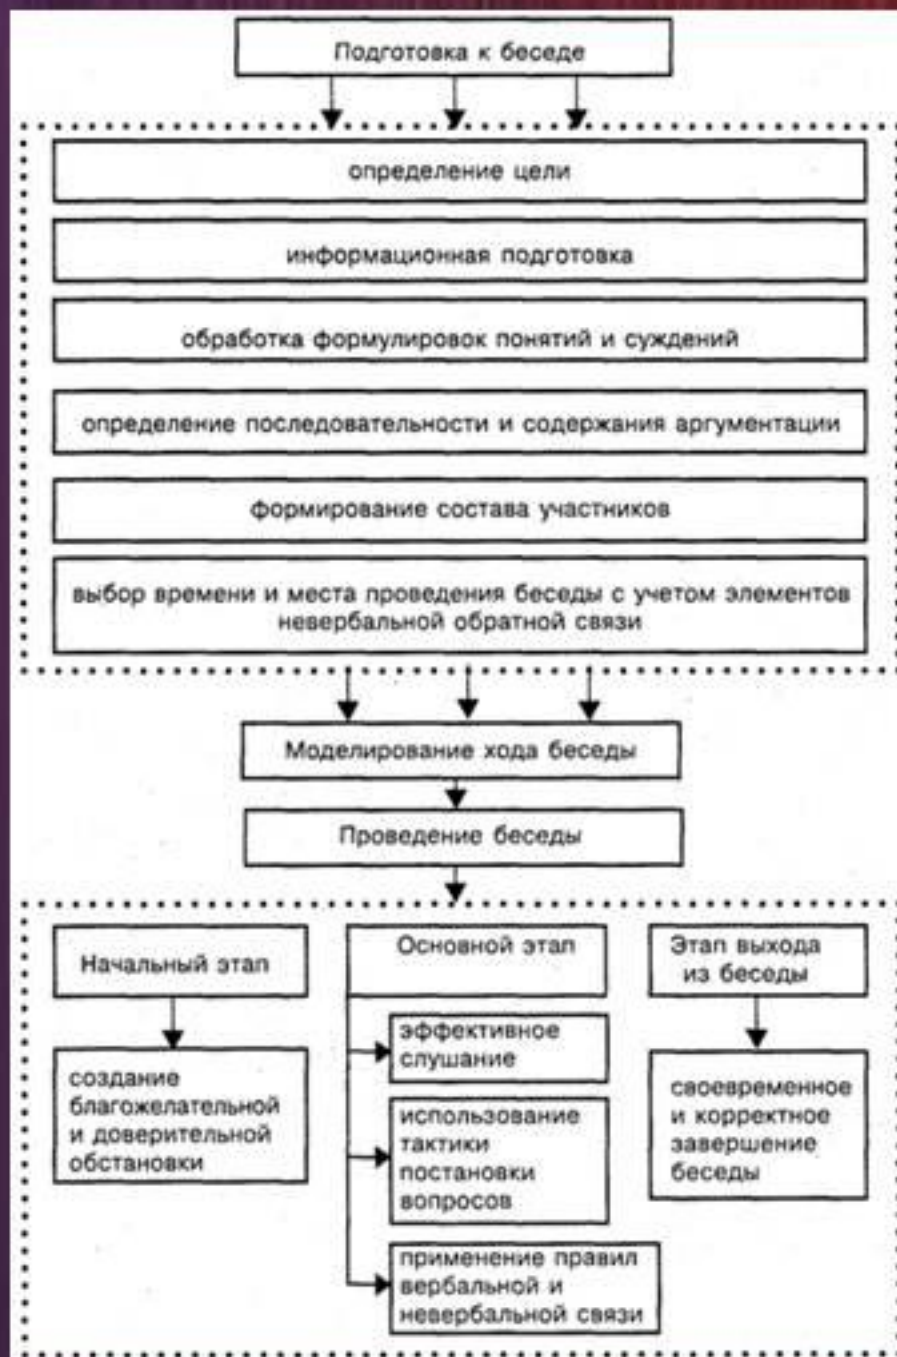 Подготовка к беседе
определение цели
информационная подготовка
обработка формулировок понятий и суждений
определение последовательности и содержания аргументации
формирование состава участников
выбор времени и места проведения беседы с учетом элементов
невербальной обратной связи
Моделирование хода беседы
Проведение беседы
Начальный этап
создание
благожелательной
и доверительной
обстановки
Основной этап
эффективное
слушание
использование
тактики
постановки
вопросов
применение правил
вербальной и
невербальной связи
Этап выхода
из беседы
своевременное
и корректное
завершение
беседы